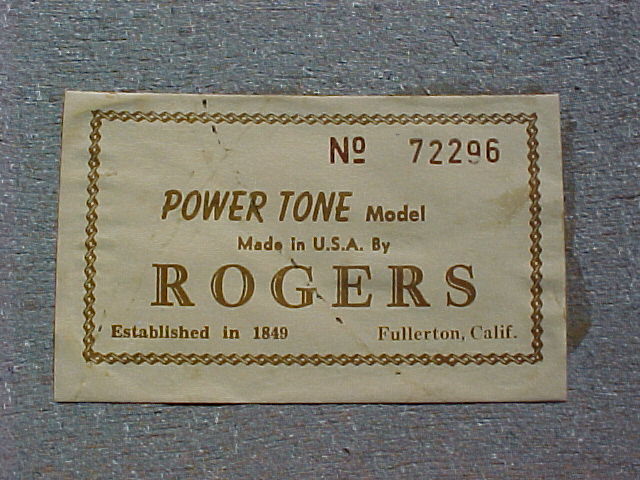 Nº 72296
POWER TONE Model
Made in U.S.A. By
ROGERS
Established in 1849 Fullerton, Calif.